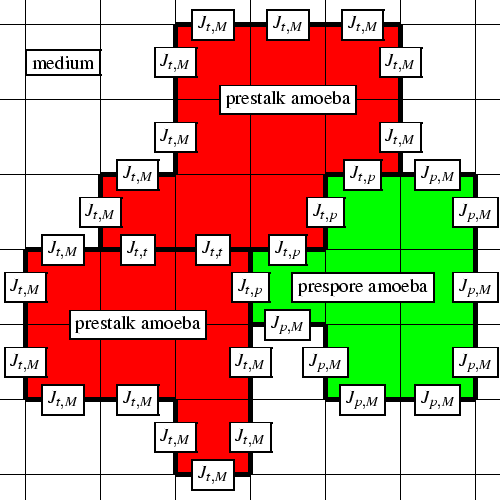 J_{t,M} J_{t,M} J_{t,M}
medium J_{t,M} J_{t,M}
prestalk amoeba
J_{t,M} J_{t,M}
J_{t,M} J_{t,p} J_{p,M}
J_{t,M} J_{t,p} J_{p,M}
J_{t,M} J_{t,t} J_{t,t} J_{t,p}
J_{t,M} J_{t,p} prespore amoeba J_{p,M}
prestalk amoeba J_{p,M}
J_{t,M} J_{t,M} J_{p,M} J_{p,M}
J_{t,M} J_{t,M} J_{p,M} J_{p,M}
J_{t,M} J_{t,M}
J_{t,M}